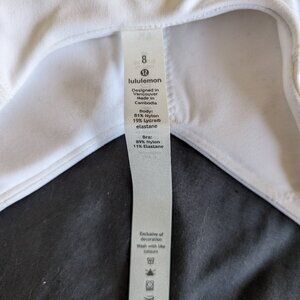 8
lululemon
Designed in
Vancouver
Made in
Cambodia
Body:
81% Nylon
19% Lycra®
elastane
Bra:
89% Nylon
11% Elastane
Exclusive of
decoration
Wash with like
colours